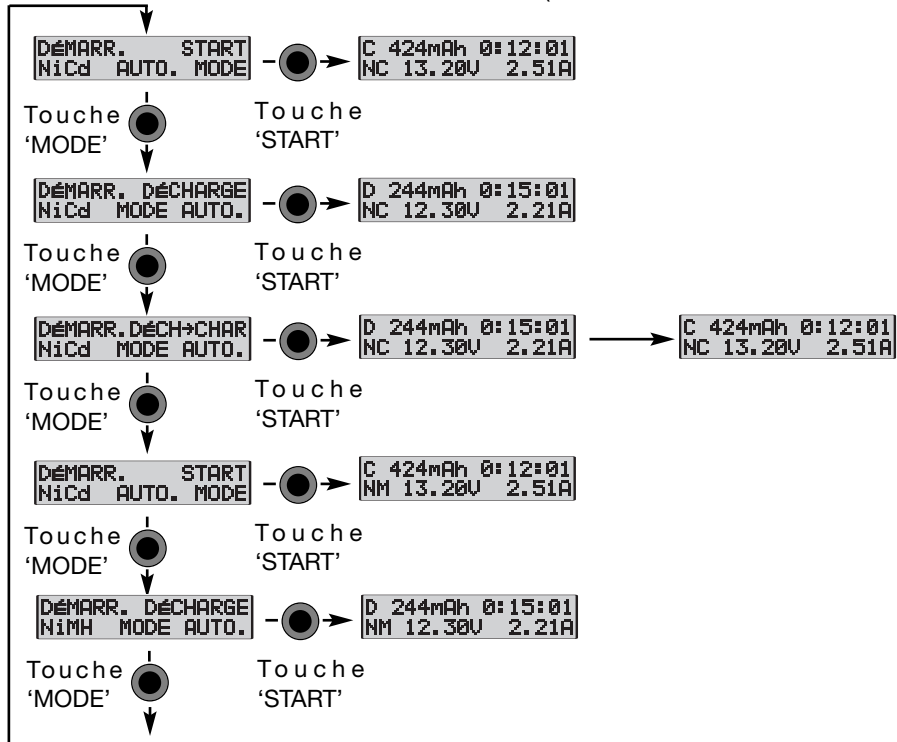 DéMARR. START
NiCd AUTO. MODE
C 424mAh 0:12:01
NC 13.20V 2.51A
Touche
‘MODE’
Touche
‘START’
DéMARR. DéCHARGE
NiCd MODE AUTO.
D 244mAh 0:15:01
NC 12.30V 2.21A
Touche
‘MODE’
Touche
‘START’
DéMARR.DéCH→CHAR
NiCd MODE AUTO.
D 244mAh 0:15:01
NC 12.30V 2.21A
C 424mAh 0:12:01
NC 13.20V 2.51A
Touche
‘MODE’
Touche
‘START’
DéMARR. START
NiCd AUTO. MODE
C 424mAh 0:12:01
NM 13.20V 2.51A
Touche
‘MODE’
Touche
‘START’
DéMARR. DéCHARGE
NiMH MODE AUTO.
D 244mAh 0:15:01
NM 12.30V 2.21A
Touche
‘MODE’
Touche
‘START’